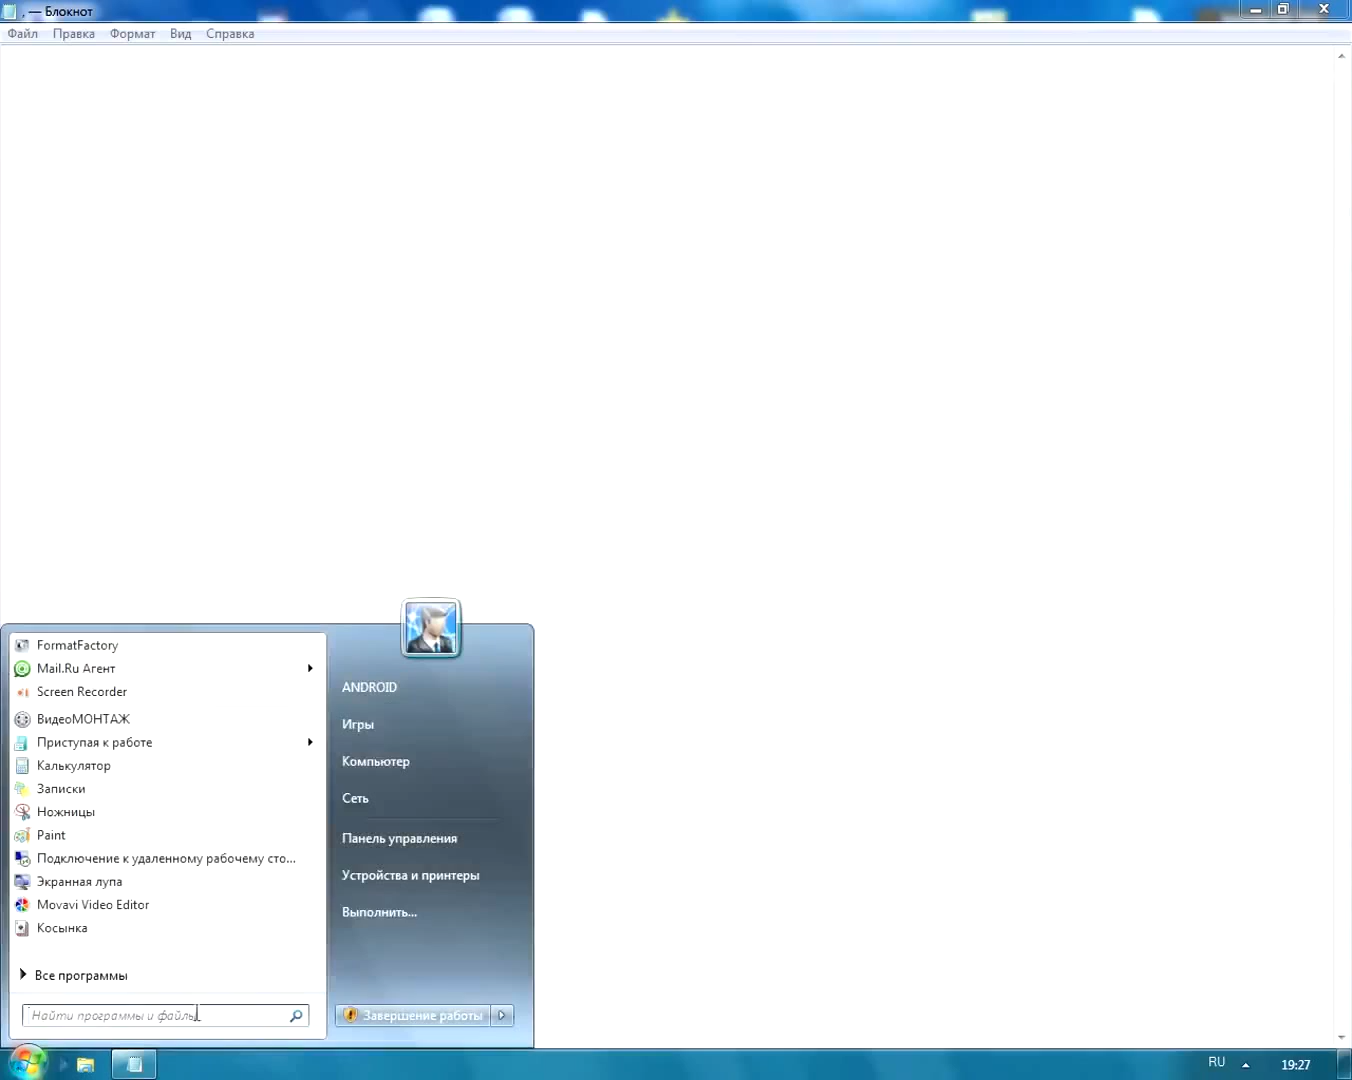 , — Блокнот
Файл Правка Формат Вид Справка
FormatFactory
Mail.Ru Агент
Screen Recorder
ВидеоМОНТАЖ
Приступая к работе
Калькулятор
Записки
Ножницы
Paint
Подключение к удаленному рабочему сто...
Экранная лупа
Movavi Video Editor
Косынка
Все программы
Найти программы и файлы
ANDROID
Игры
Компьютер
Сеть
Панель управления
Устройства и принтеры
Выполнить...
Завершение работы
RU 19:27